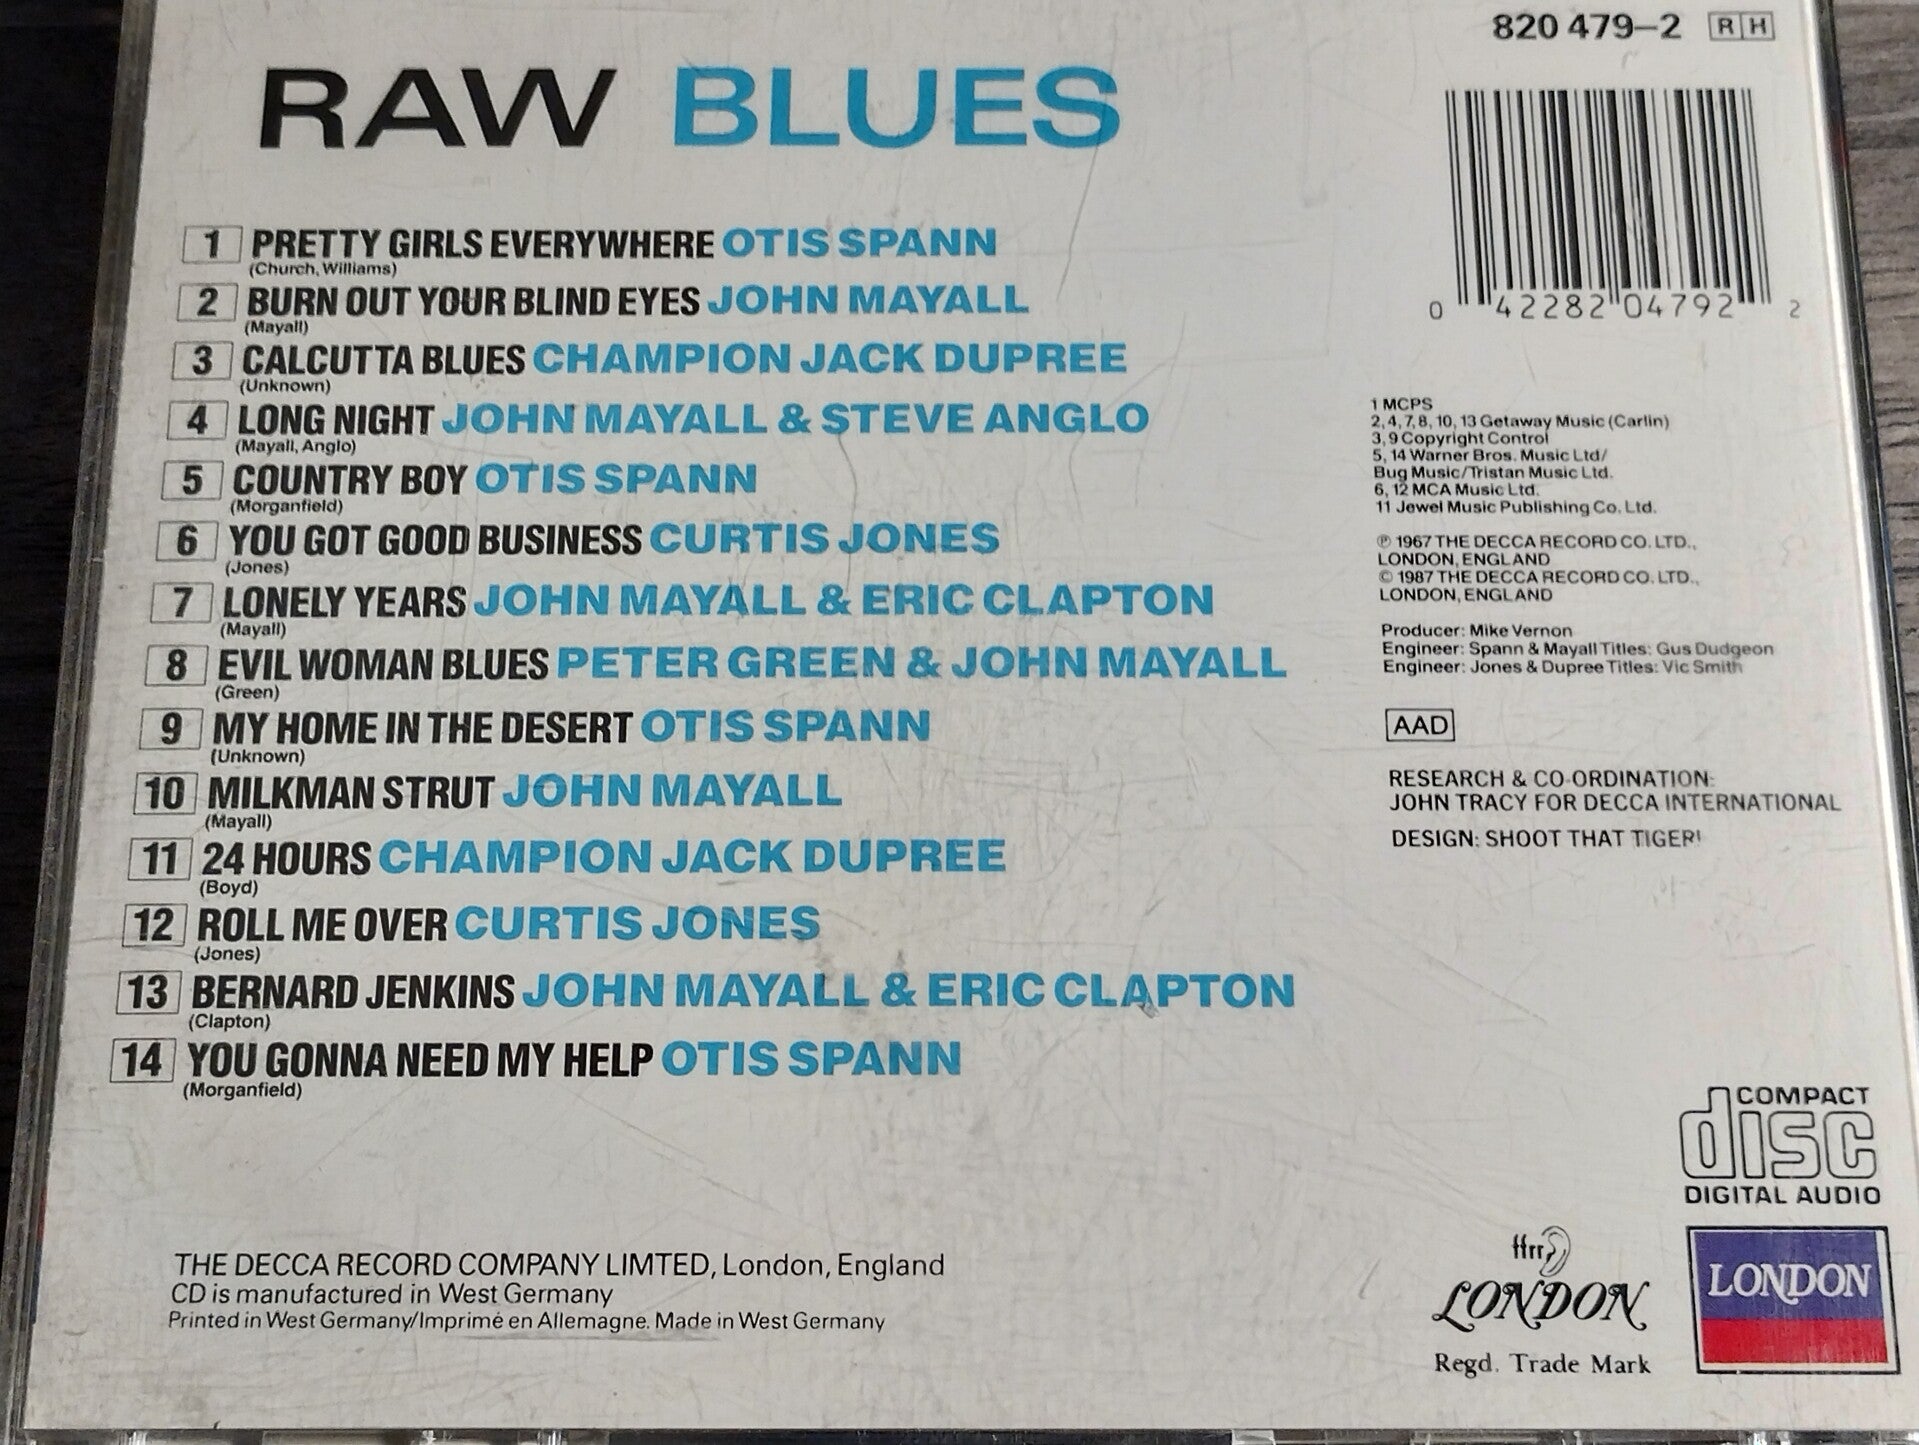 820 479–2 RH
RAW BLUES
1 PRETTY GIRLS EVERYWHERE OTIS SPANN
(Church, Williams)
2 BURN OUT YOUR BLIND EYES JOHN MAYALL
(Mayall)
3 CALCUTTA BLUES CHAMPION JACK DUPREE
(Unknown)
4 LONG NIGHT JOHN MAYALL & STEVE ANGLO
(Mayall, Anglo)
5 COUNTRY BOY OTIS SPANN
(Morganfield)
6 YOU GOT GOOD BUSINESS CURTIS JONES
(Jones)
7 LONELY YEARS JOHN MAYALL & ERIC CLAPTON
(Mayall)
8 EVIL WOMAN BLUES PETER GREEN & JOHN MAYALL
(Green)
9 MY HOME IN THE DESERT OTIS SPANN
(Unknown)
10 MILKMAN STRUT JOHN MAYALL
(Mayall)
11 24 HOURS CHAMPION JACK DUPREE
(Boyd)
12 ROLL ME OVER CURTIS JONES
(Jones)
13 BERNARD JENKINS JOHN MAYALL & ERIC CLAPTON
(Clapton)
14 YOU GONNA NEED MY HELP OTIS SPANN
(Morganfield)
0 42282 04792 2
1 MCPS
2, 4, 7, 8, 10, 13 Getaway Music (Carlin)
3, 9 Copyright Control
5, 14 Warner Bros. Music Ltd/
Bug Music/Tristan Music Ltd.
6, 12 MCA Music Ltd.
11 Jewel Music Publishing Co. Ltd.
℗ 1967 THE DECCA RECORD CO. LTD.,
LONDON, ENGLAND
© 1987 THE DECCA RECORD CO. LTD.,
LONDON, ENGLAND
Producer: Mike Vernon
Engineer: Spann & Mayall Titles: Gus Dudgeon
Engineer: Jones & Dupree Titles: Vic Smith
AAD
RESEARCH & CO-ORDINATION:
JOHN TRACY FOR DECCA INTERNATIONAL
DESIGN: SHOOT THAT TIGER!
COMPACT
disc
DIGITAL AUDIO
THE DECCA RECORD COMPANY LIMTED, London, England
CD is manufactured in West Germany
Printed in West Germany/Imprimé en Allemagne. Made in West Germany
ffrr
LONDON
Regd. Trade Mark
LONDON